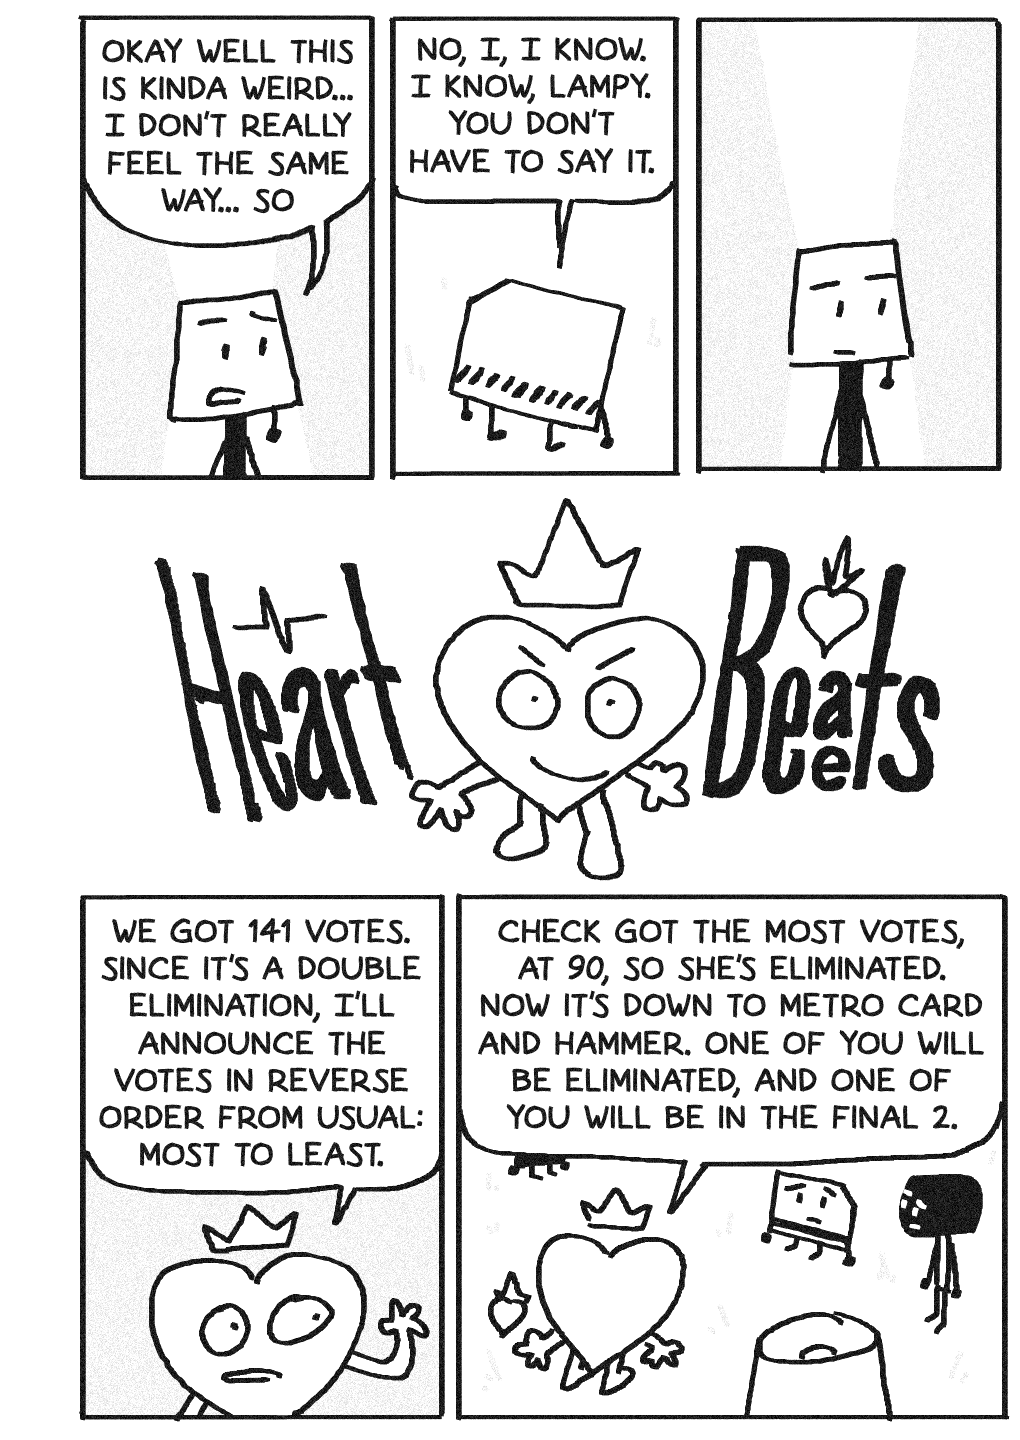 OKAY WELL THIS
IS KINDA WEIRD...
I DON'T REALLY
FEEL THE SAME
WAY... SO
NO, I, I KNOW.
I KNOW, LAMPY.
YOU DON'T
HAVE TO SAY IT.
Heart Beats
e
WE GOT 141 VOTES.
SINCE IT'S A DOUBLE
ELIMINATION, I'LL
ANNOUNCE THE
VOTES IN REVERSE
ORDER FROM USUAL:
MOST TO LEAST.
CHECK GOT THE MOST VOTES,
AT 90, SO SHE'S ELIMINATED.
NOW IT'S DOWN TO METRO CARD
AND HAMMER. ONE OF YOU WILL
BE ELIMINATED, AND ONE OF
YOU WILL BE IN THE FINAL 2.